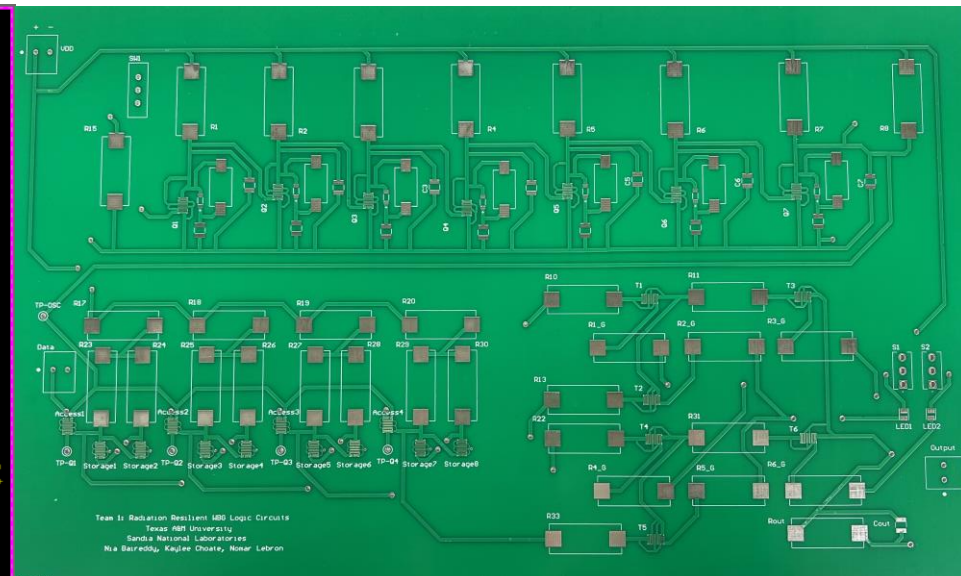 + -
VDD
SW1
R15
R1
R2
R4
R5
R6
R7
R8
Q1
Q2
Q3
C3
Q4
Q5
C5
Q6
C6
Q7
C7
TP-OSC
R17
R18
R19
R20
R10
T1
R11
T3
Data
R23
R24
R25
R26
R27
R28
R29
R30
R1_G
R2_G
R3_G
S1
S2
R13
T2
Access1
Access2
Access3
Access4
R22
T4
R31
T6
LED1
LED2
TP-Q1
Storage1
Storage2
TP-Q2
Storage3
Storage4
TP-Q3
Storage5
Storage6
TP-Q4
Storage7
Storage8
R4_G
R5_G
R6_G
Output
R33
T5
Rout
Cout
Team 1: Radiation Resilient WBG Logic Circuits
Texas A&M University
Sandia National Laboratories
Nia Baireddy, Kaylee Choate, Nomar Lebron